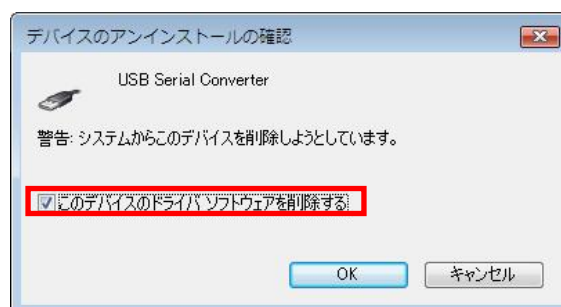 デバイスのアンインストールの確認
USB Serial Converter
警告: システムからこのデバイスを削除しようとしています。
このデバイスのドライバ ソフトウェアを削除する
OK
キャンセル